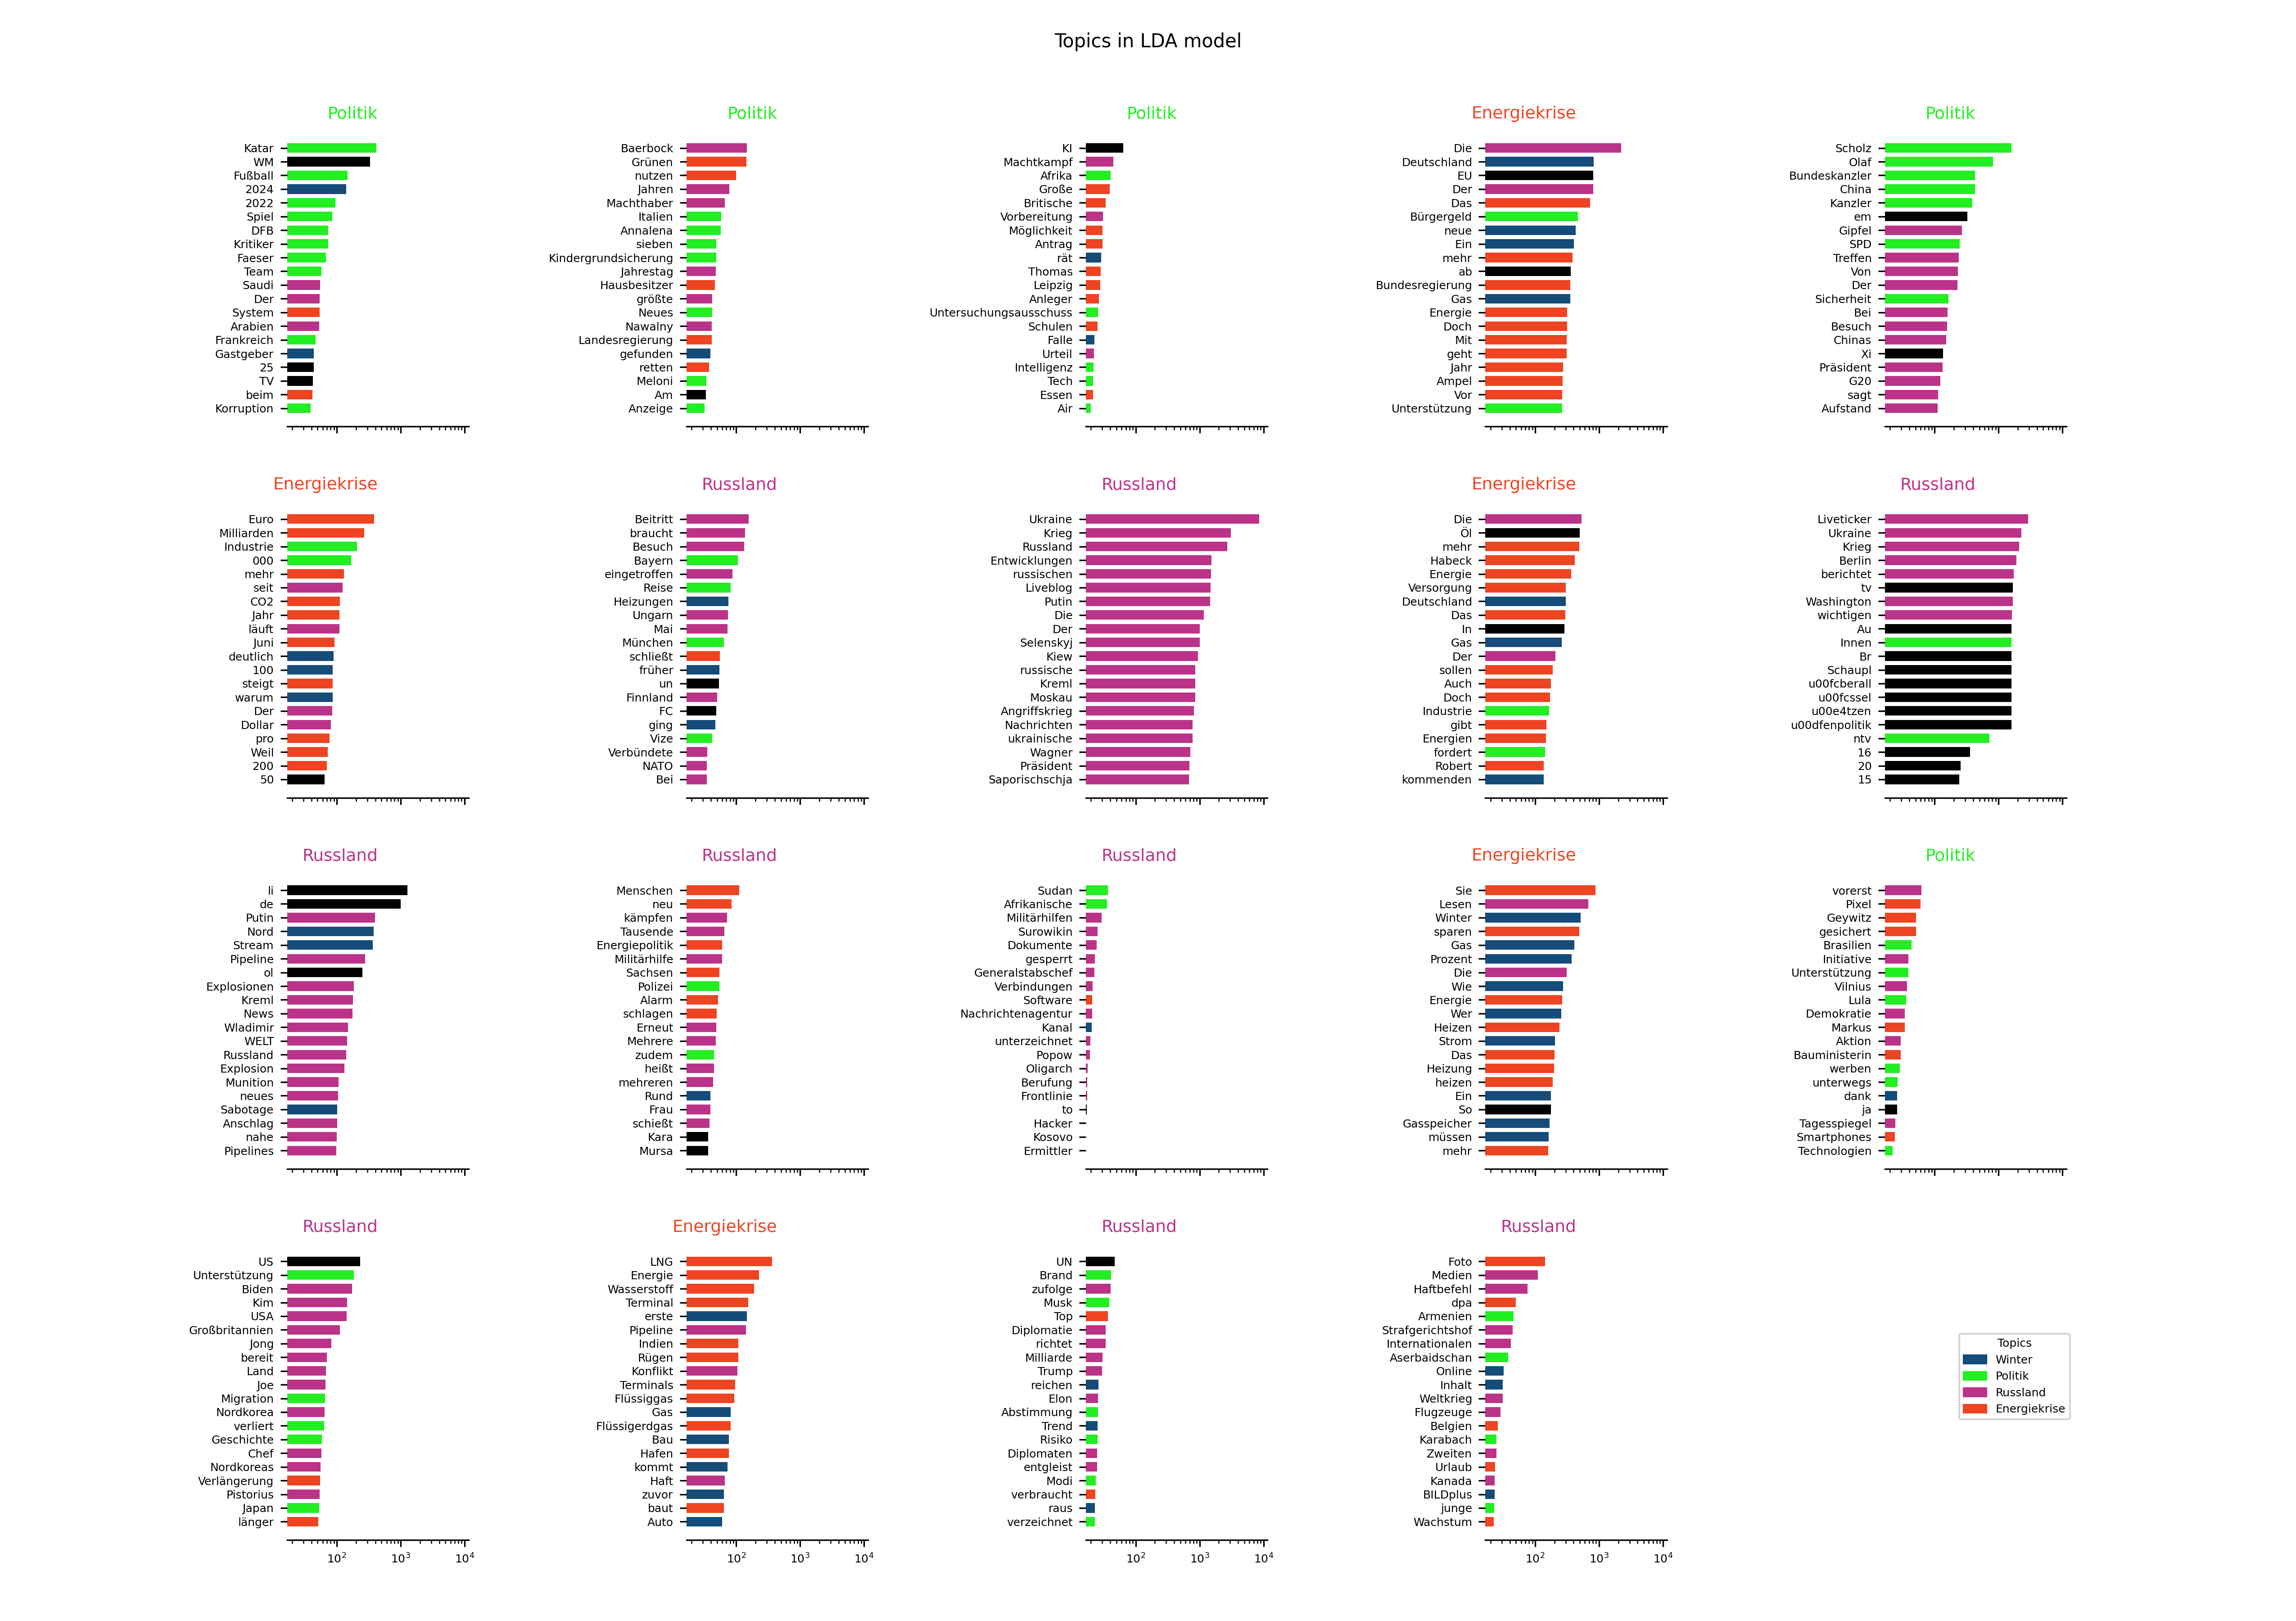 Topics in LDA model
Politik
Katar
WM
Fußball
2024
2022
Spiel
DFB
Kritiker
Faeser
Team
Saudi
Der
System
Arabien
Frankreich
Gastgeber
25
TV
beim
Korruption
Politik
Baerbock
Grünen
nutzen
Jahren
Machthaber
Italien
Annalena
sieben
Kindergrundsicherung
Jahrestag
Hausbesitzer
größte
Neues
Nawalny
Landesregierung
gefunden
retten
Meloni
Am
Anzeige
Politik
KI
Machtkampf
Afrika
Große
Britische
Vorbereitung
Möglichkeit
Antrag
rät
Thomas
Leipzig
Anleger
Untersuchungsausschuss
Schulen
Falle
Urteil
Intelligenz
Tech
Essen
Air
Energiekrise
Die
Deutschland
EU
Der
Das
Bürgergeld
neue
Ein
mehr
ab
Bundesregierung
Gas
Energie
Doch
Mit
geht
Jahr
Ampel
Vor
Unterstützung
Politik
Scholz
Olaf
Bundeskanzler
China
Kanzler
em
Gipfel
SPD
Treffen
Von
Der
Sicherheit
Bei
Besuch
Chinas
Xi
Präsident
G20
sagt
Aufstand
Energiekrise
Euro
Milliarden
Industrie
000
mehr
seit
CO2
Jahr
läuft
Juni
deutlich
100
steigt
warum
Der
Dollar
pro
Weil
200
50
Russland
Beitritt
braucht
Besuch
Bayern
eingetroffen
Reise
Heizungen
Ungarn
Mai
München
schließt
früher
un
Finnland
FC
ging
Vize
Verbündete
NATO
Bei
Russland
Ukraine
Krieg
Russland
Entwicklungen
russischen
Liveblog
Putin
Die
Der
Selenskyj
Kiew
russische
Kreml
Moskau
Angriffskrieg
Nachrichten
ukrainische
Wagner
Präsident
Saporischschja
Energiekrise
Die
Öl
mehr
Habeck
Energie
Versorgung
Deutschland
Das
In
Gas
Der
sollen
Auch
Doch
Industrie
gibt
Energien
fordert
Robert
kommenden
Russland
Liveticker
Ukraine
Krieg
Berlin
berichtet
tv
Washington
wichtigen
Au
Innen
Br
Schaupl
u00fcberall
u00fcssel
u00e4tzen
u00dfenpolitik
ntv
16
20
15
Russland
li
de
Putin
Nord
Stream
Pipeline
ol
Explosionen
Kreml
News
Wladimir
WELT
Russland
Explosion
Munition
neues
Sabotage
Anschlag
nahe
Pipelines
Russland
Menschen
neu
kämpfen
Tausende
Energiepolitik
Militärhilfe
Sachsen
Polizei
Alarm
schlagen
Erneut
Mehrere
zudem
heißt
mehreren
Rund
Frau
schießt
Kara
Mursa
Russland
Sudan
Afrikanische
Militärhilfen
Surowikin
Dokumente
gesperrt
Generalstabschef
Verbindungen
Software
Nachrichtenagentur
Kanal
unterzeichnet
Popow
Oligarch
Berufung
Frontlinie
to
Hacker
Kosovo
Ermittler
Energiekrise
Sie
Lesen
Winter
sparen
Gas
Prozent
Die
Wie
Energie
Wer
Heizen
Strom
Das
Heizung
heizen
Ein
So
Gasspeicher
müssen
mehr
Politik
vorerst
Pixel
Geywitz
gesichert
Brasilien
Initiative
Unterstützung
Vilnius
Lula
Demokratie
Markus
Aktion
Bauministerin
werben
unterwegs
dank
ja
Tagesspiegel
Smartphones
Technologien
Russland
US
Unterstützung
Biden
Kim
USA
Großbritannien
Jong
bereit
Land
Joe
Migration
Nordkorea
verliert
Geschichte
Chef
Nordkoreas
Verlängerung
Pistorius
Japan
länger
10² 10³ 10⁴
Energiekrise
LNG
Energie
Wasserstoff
Terminal
erste
Pipeline
Indien
Rügen
Konflikt
Terminals
Flüssiggas
Gas
Flüssigerdgas
Bau
Hafen
kommt
Haft
zuvor
baut
Auto
10² 10³ 10⁴
Russland
UN
Brand
zufolge
Musk
Top
Diplomatie
richtet
Milliarde
Trump
reichen
Elon
Abstimmung
Trend
Risiko
Diplomaten
entgleist
Modi
verbraucht
raus
verzeichnet
10² 10³ 10⁴
Russland
Foto
Medien
Haftbefehl
dpa
Armenien
Strafgerichtshof
Internationalen
Aserbaidschan
Online
Inhalt
Weltkrieg
Flugzeuge
Belgien
Karabach
Zweiten
Urlaub
Kanada
BILDplus
junge
Wachstum
10² 10³ 10⁴
Topics
Winter
Politik
Russland
Energiekrise